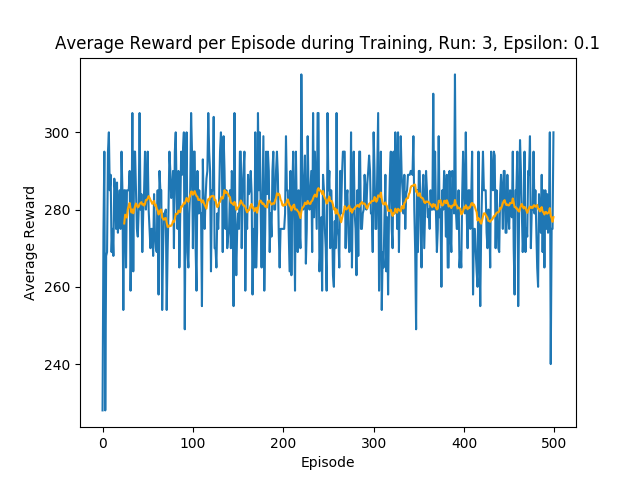 Average Reward per Episode during Training, Run: 3, Epsilon: 0.1
Average Reward
300
280
260
240
0 100 200 300 400 500
Episode